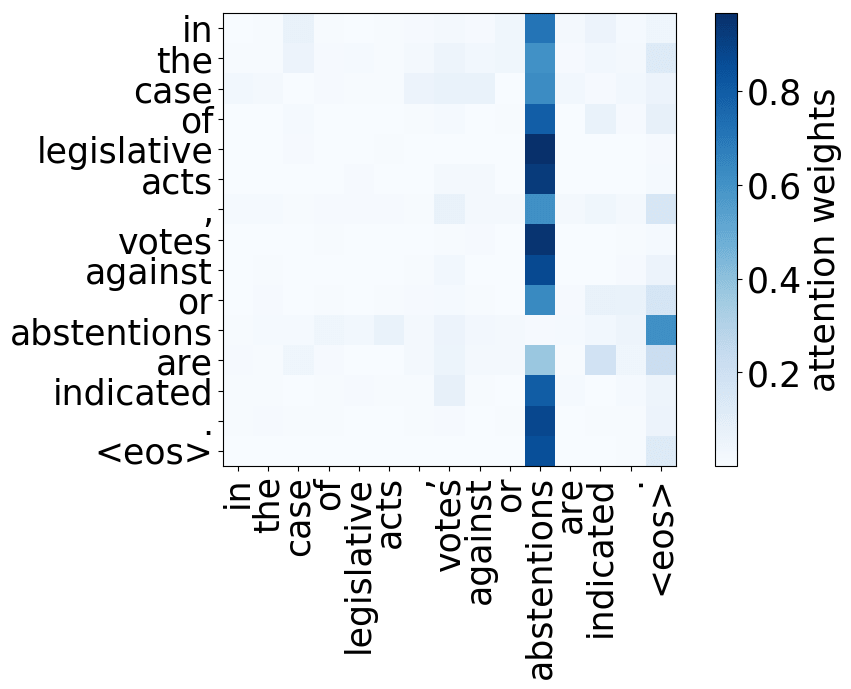 in
the
case
of
legislative
acts
,
votes
against
or
abstentions
are
indicated
.
<eos>
in
the
case
of
legislative
acts
,
votes
against
or
abstentions
are
indicated
.
<eos>
0.8
0.6
0.4
0.2
attention weights